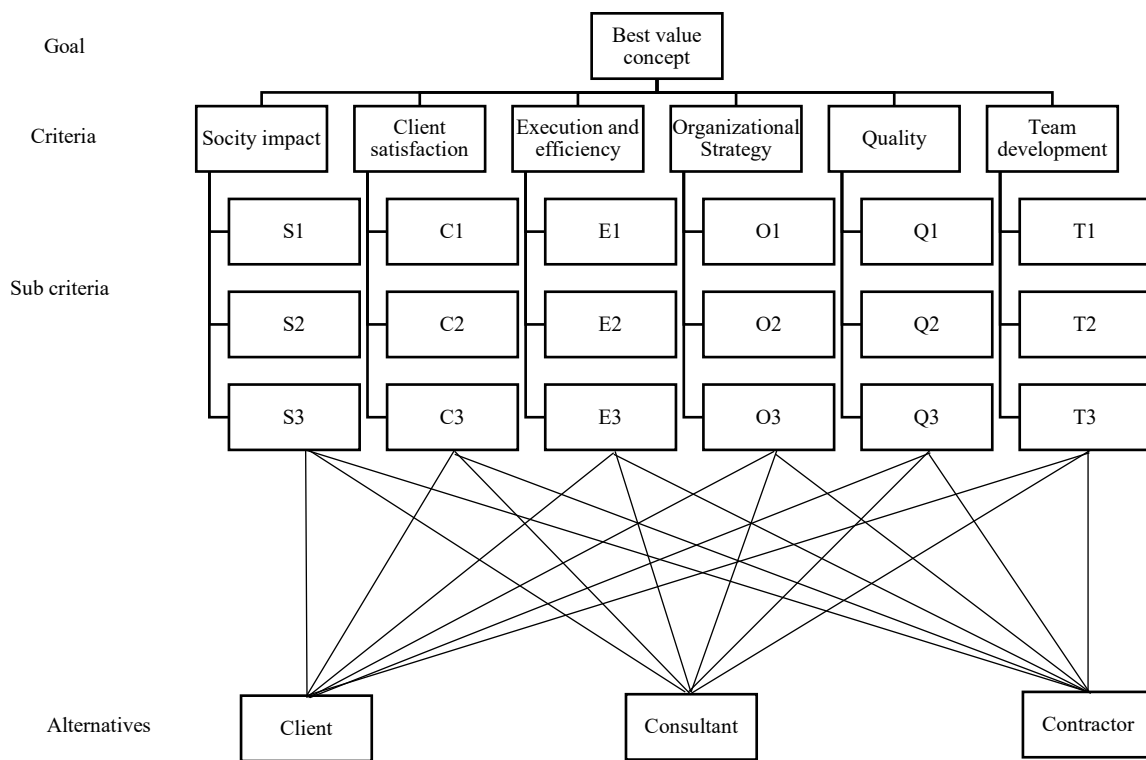 Goal
Best value
concept
Criteria
Socity impact
Client
satisfaction
Execution and
efficiency
Organizational
Strategy
Quality
Team
development
Sub criteria
S1
C1
E1
O1
Q1
T1
S2
C2
E2
O2
Q2
T2
S3
C3
E3
O3
Q3
T3
Alternatives
Client
Consultant
Contractor